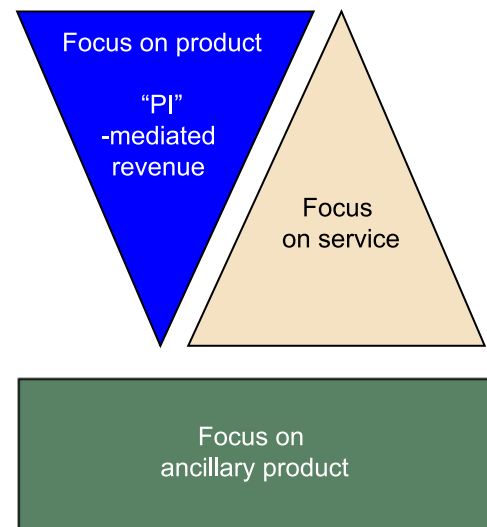 Focus on product
“PI”
-mediated
revenue
Focus
on service
Focus on
ancillary product